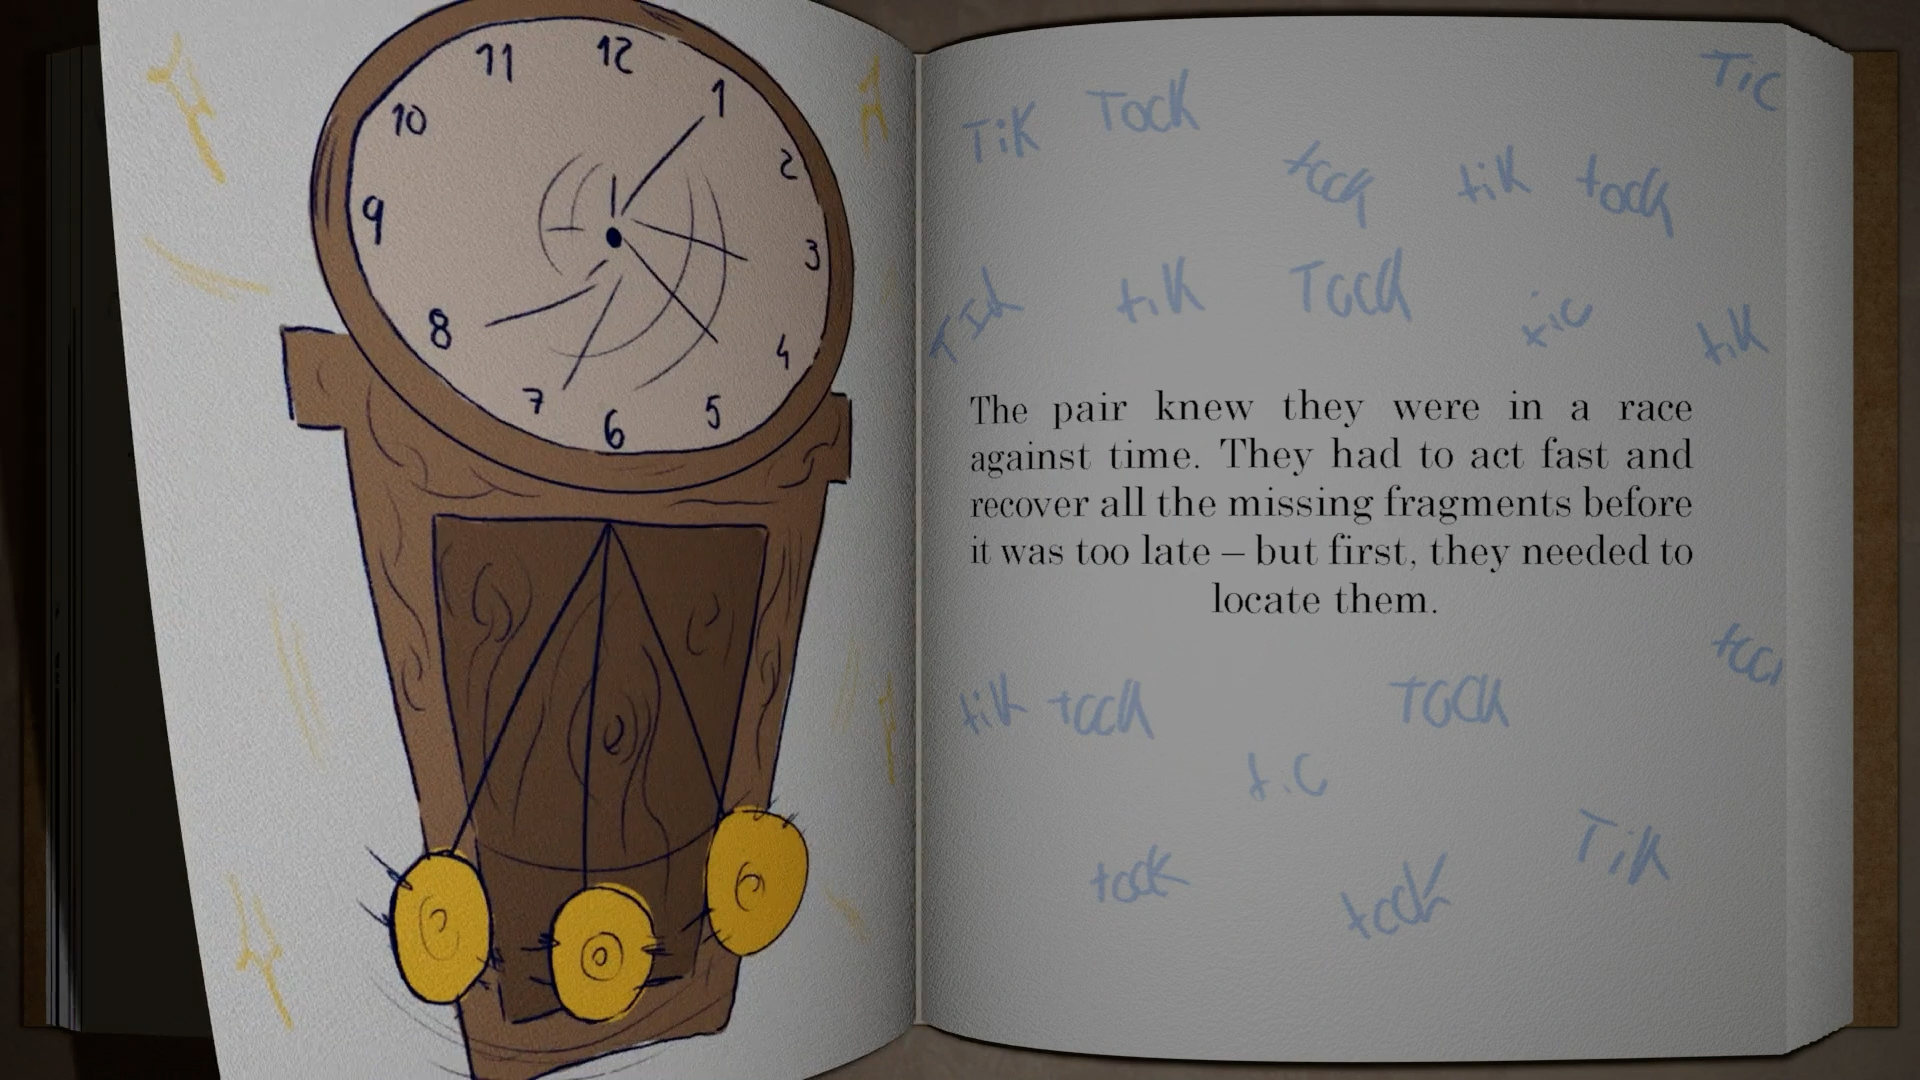 11 12 1
10 2
9 3
8 4
7 6 5
TiC
TiK TocK
tock tik tock
tik Tock tic tik
The pair knew they were in a race
against time. They had to act fast and
recover all the missing fragments before
it was too late – but first, they needed to
locate them.
tik tock Tock
t.c
tock tock Tik